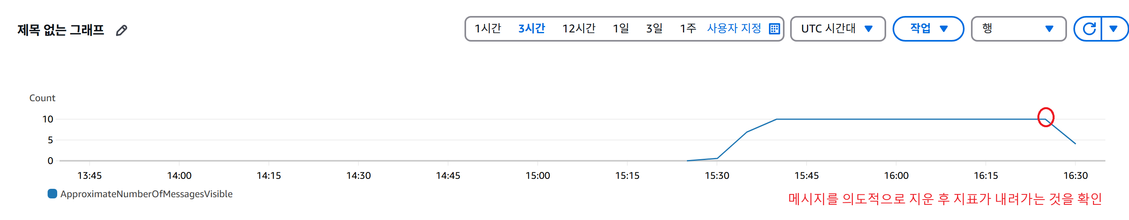 제목 없는 그래프
1시간 3시간 12시간 1일 3일 1주 사용자 지정 UTC 시간대 작업 행
Count
10
5
0
13:45 14:00 14:15 14:30 14:45 15:00 15:15 15:30 15:45 16:00 16:15 16:30
ApproximateNumberOfMessagesVisible
메시지를 의도적으로 지운 후 지표가 내려가는 것을 확인